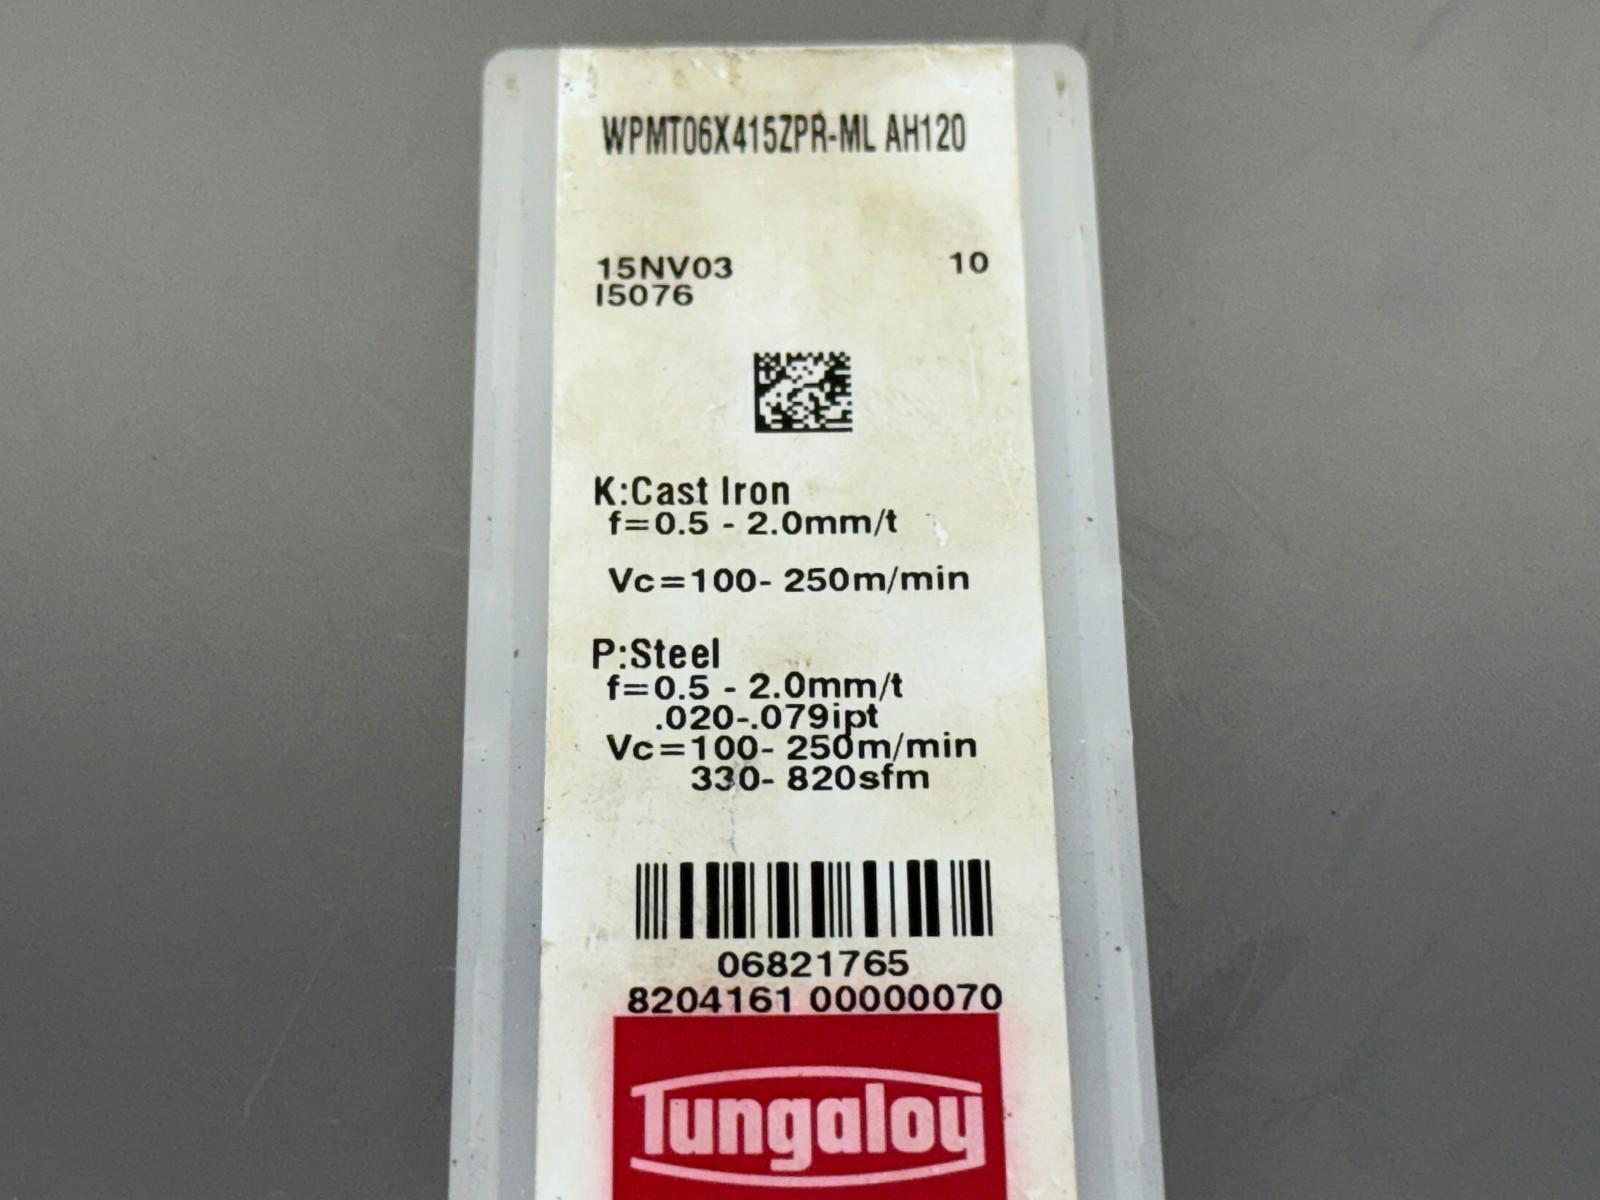 WPMT06X415ZPR-ML AH120
15NV03 10
I5076
K:Cast Iron
f=0.5 - 2.0mm/t
Vc=100- 250m/min
P:Steel
f=0.5 - 2.0mm/t
.020-.079ipt
Vc=100- 250m/min
330- 820sfm
06821765
8204161 00000070
Tungaloy